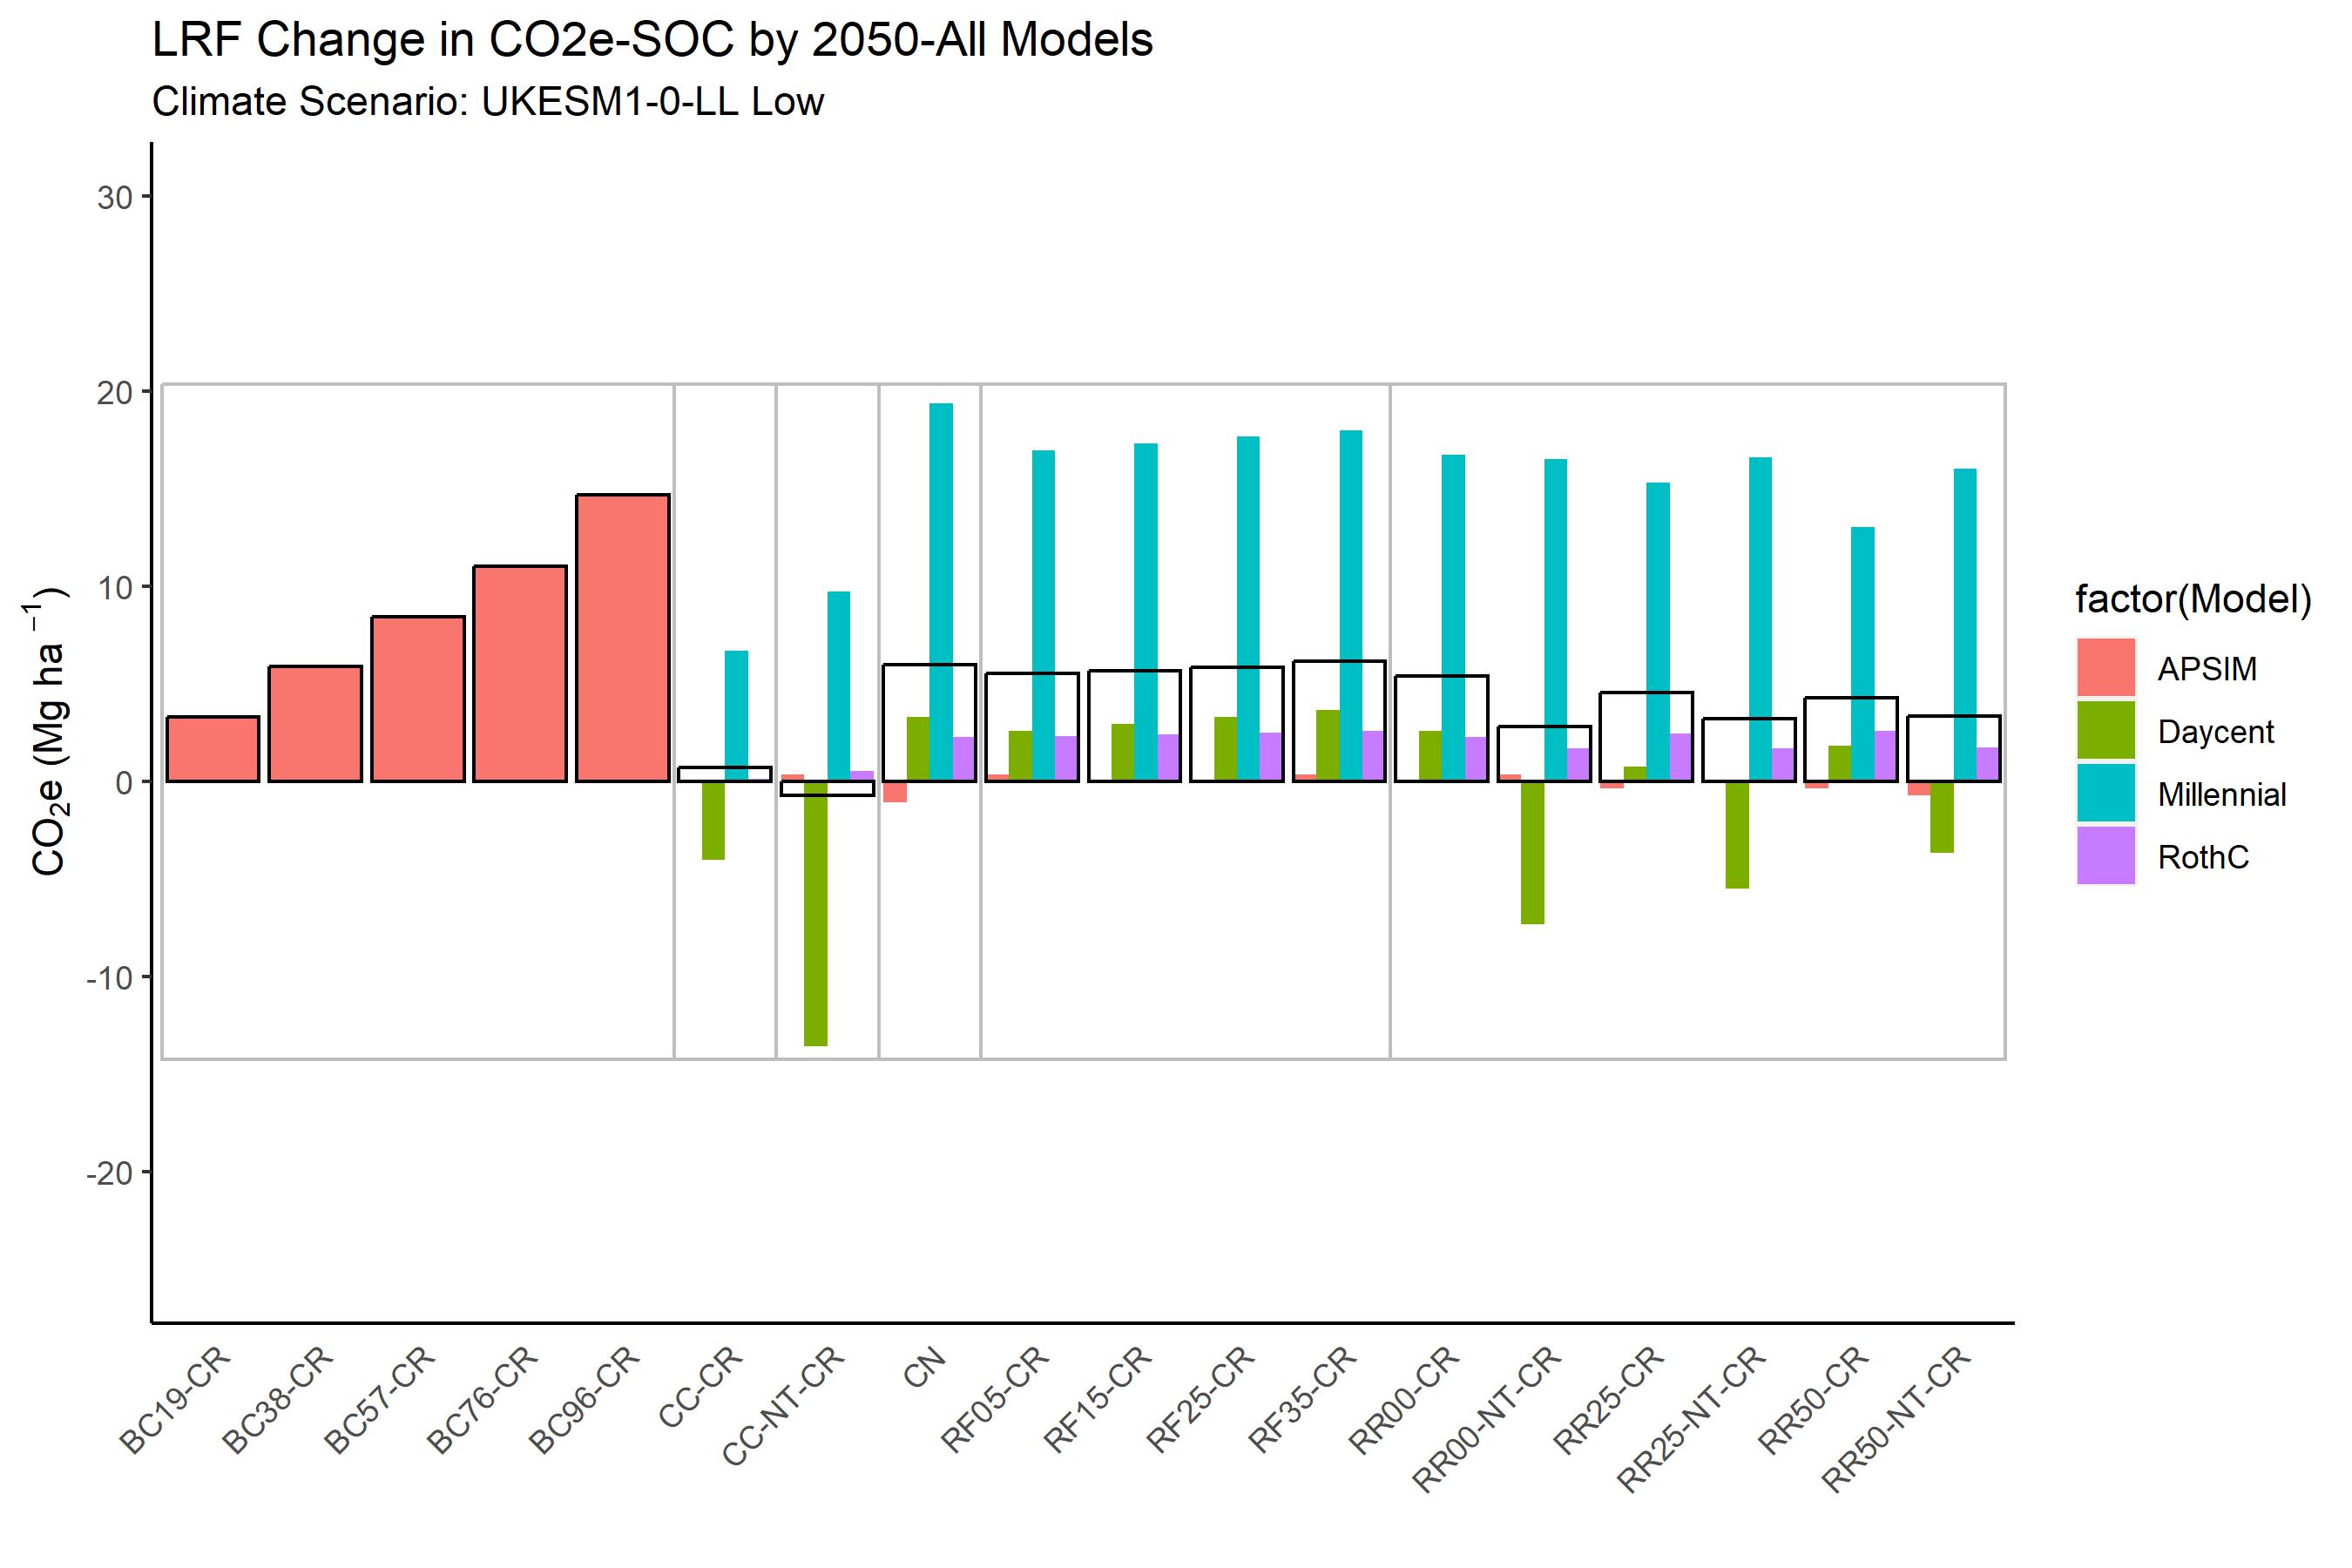 LRF Change in CO2e-SOC by 2050-All Models
Climate Scenario: UKESM1-0-LL Low
CO₂e (Mg ha ⁻¹)
30
20
10
0
-10
-20
BC19-CR
BC38-CR
BC57-CR
BC76-CR
BC96-CR
CC-CR
CC-NT-CR
CN
RF05-CR
RF15-CR
RF25-CR
RF35-CR
RR00-CR
RR00-NT-CR
RR25-CR
RR25-NT-CR
RR50-CR
RR50-NT-CR
factor(Model)
APSIM
Daycent
Millennial
RothC